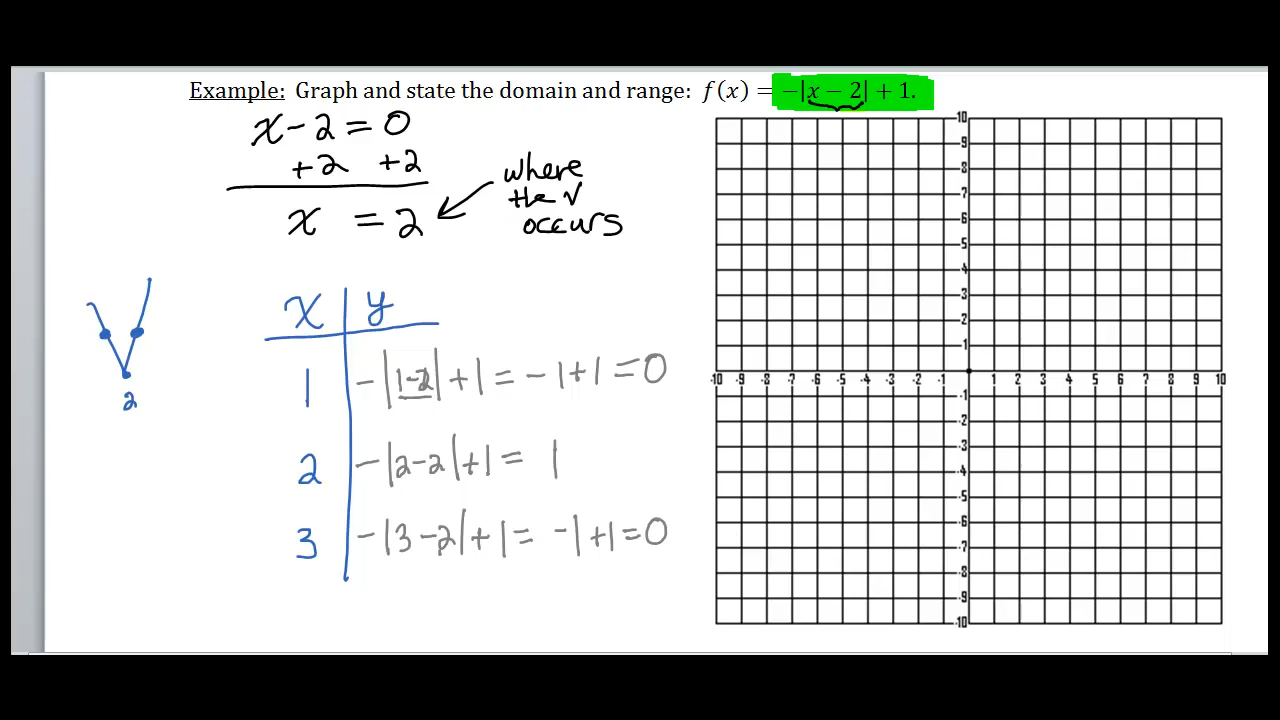 Example: Graph and state the domain and range: f(x) = −|x − 2| + 1.
x-2=0
+2 +2
x = 2
where
the V
occurs
2
x y
1 -|1-2|+1=-1+1=0
2 -|2-2|+1= 1
3 -|3-2|+1= -1+1=0
10
9
8
7
6
5
4
3
2
1
-10 -9 -8 -7 -6 -5 -4 -3 -2 -1 1 2 3 4 5 6 7 8 9 10
-1
-2
-3
-4
-5
-6
-7
-8
-9
-10